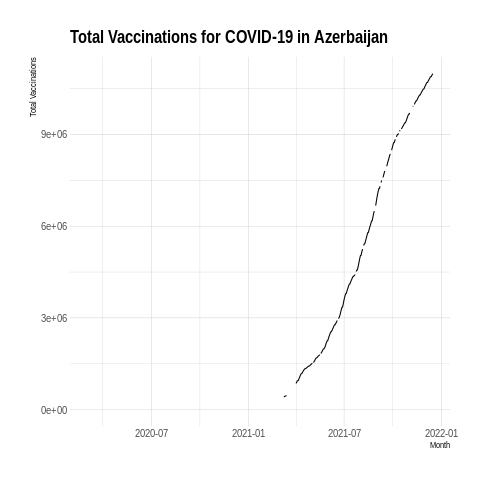 Total Vaccinations for COVID-19 in Azerbaijan
Total Vaccinations
9e+06
6e+06
3e+06
0e+00
2020-07
2021-01
2021-07
2022-01
Month